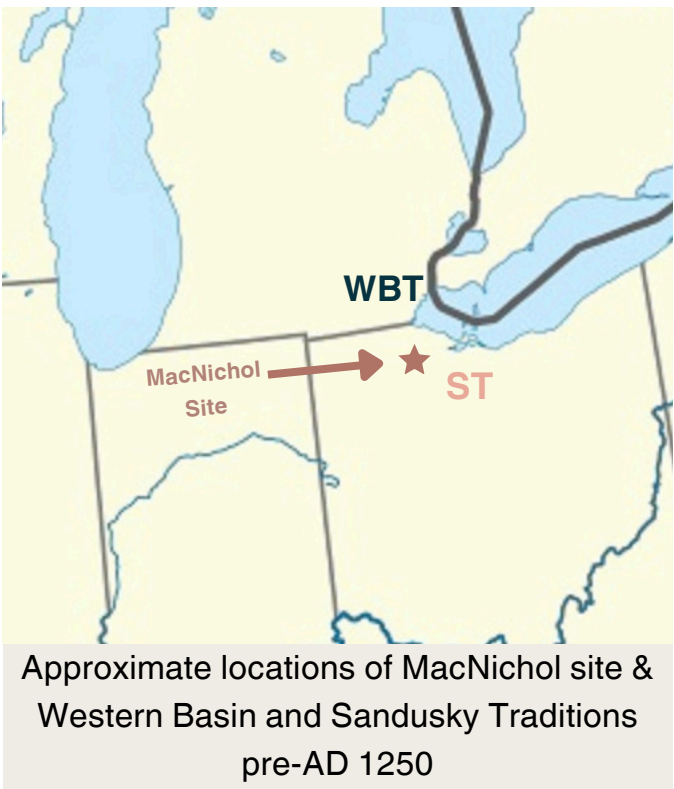 WBT
MacNichol
Site
ST
Approximate locations of MacNichol site &
Western Basin and Sandusky Traditions
pre-AD 1250